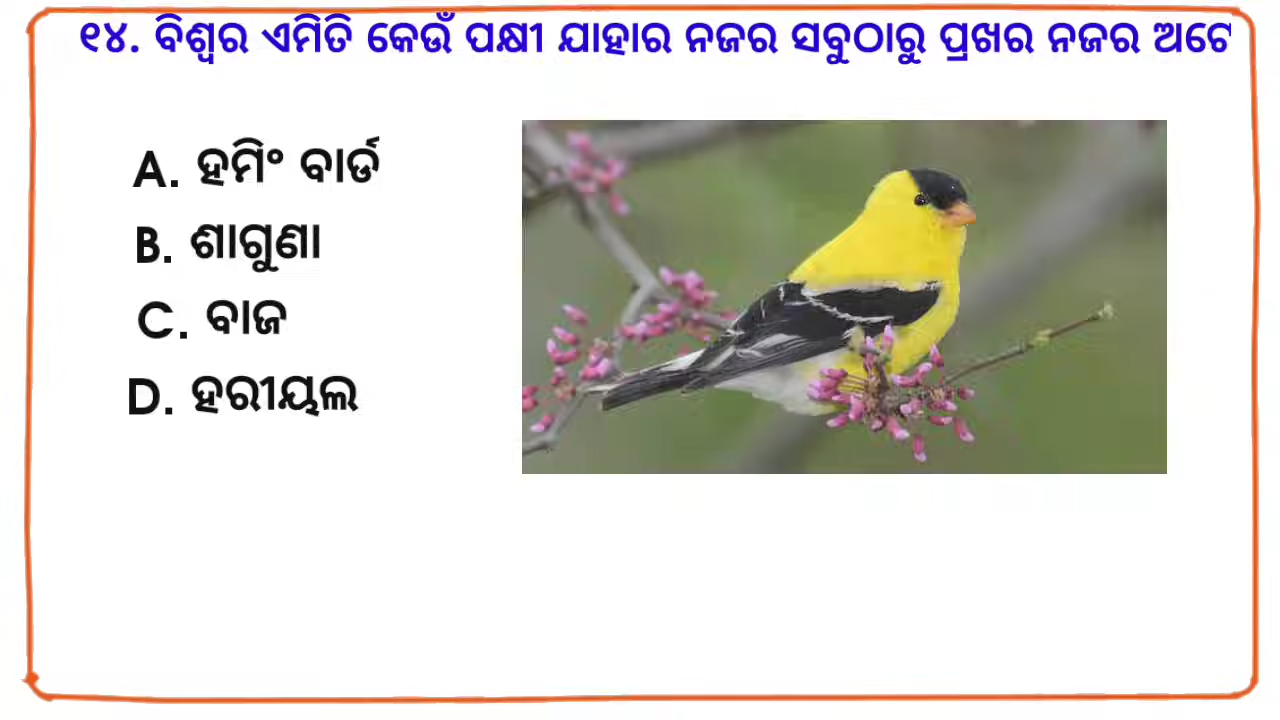 ୧୪. ବିଶ୍ୱର ଏମିତି କେଉଁ ପକ୍ଷୀ ଯାହାର ନଜର ସବୁଠାରୁ ପ୍ରଖର ନଜର ଅଟେ
A. ହମିଂ ବାର୍ଡ
B. ଶାଗୁଣା
C. ବାଜ
D. ହରୀୟଲ